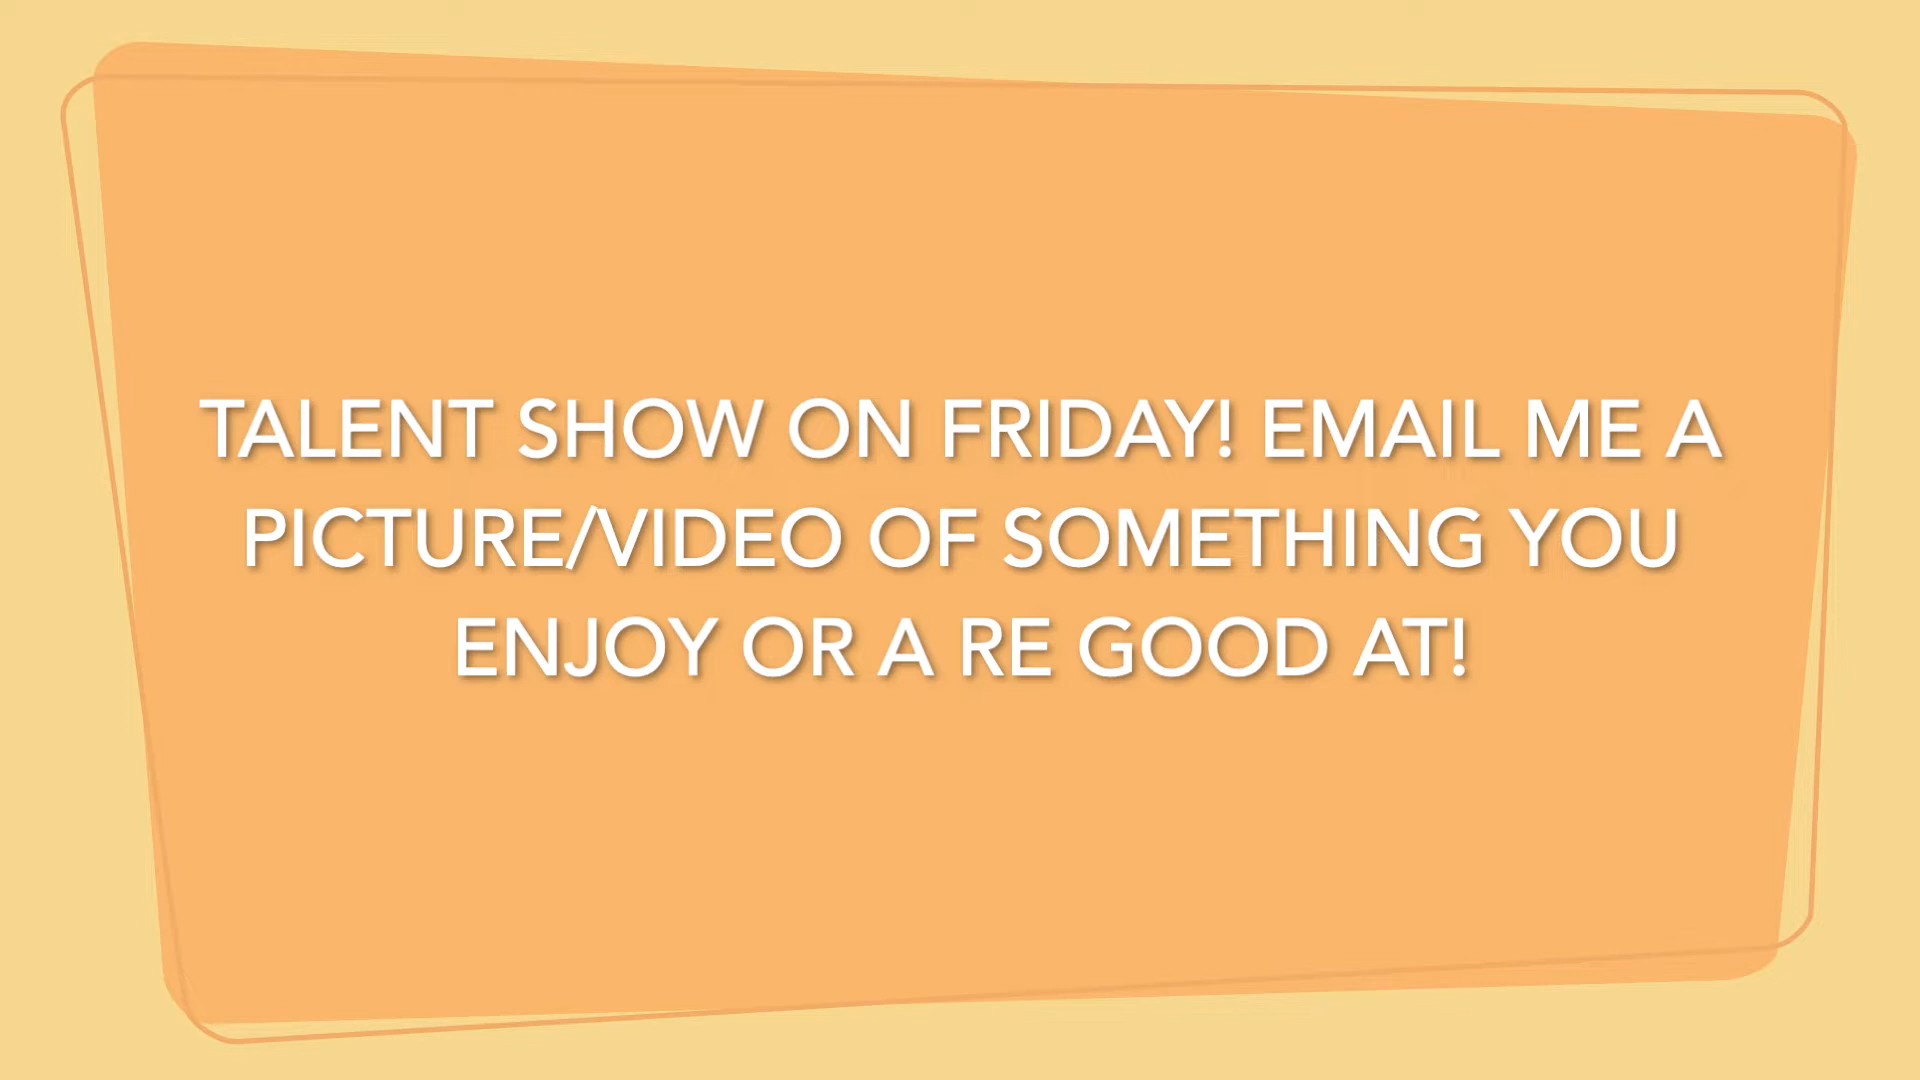 TALENT SHOW ON FRIDAY! EMAIL ME A
PICTURE/VIDEO OF SOMETHING YOU
ENJOY OR A RE GOOD AT!